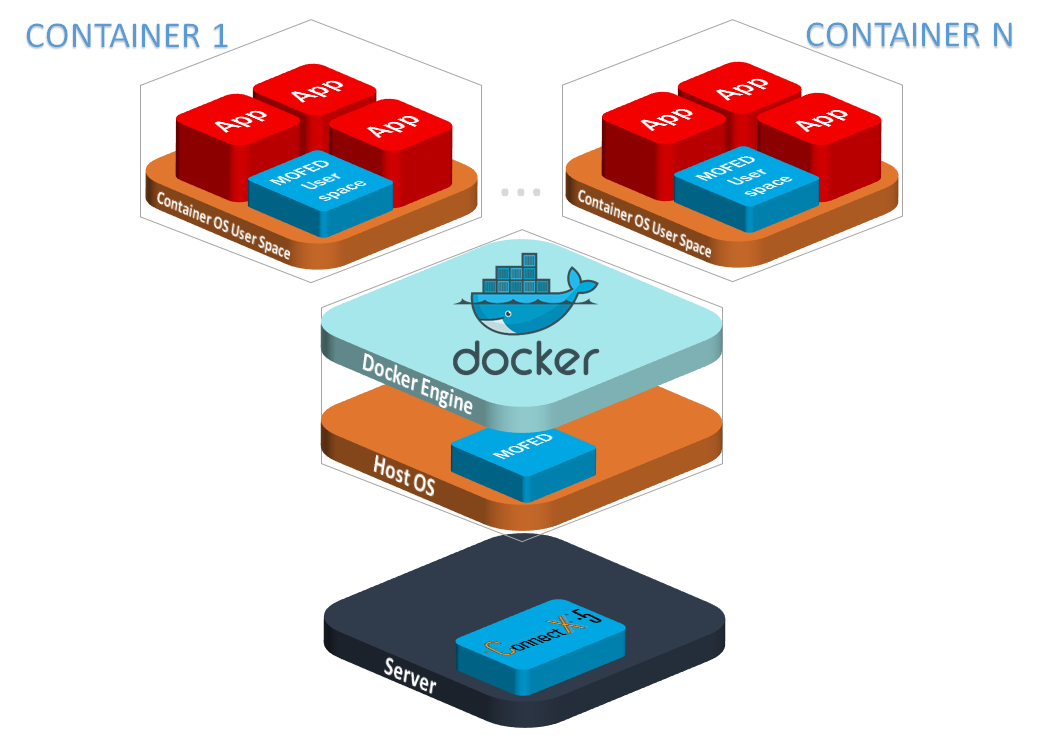 CONTAINER 1
CONTAINER N
App
App
App
MOFED
User
space
Container OS User Space
App
App
App
MOFED
User
space
Container OS User Space
docker
Docker Engine
MOFED
Host OS
ConnectX-5
Server